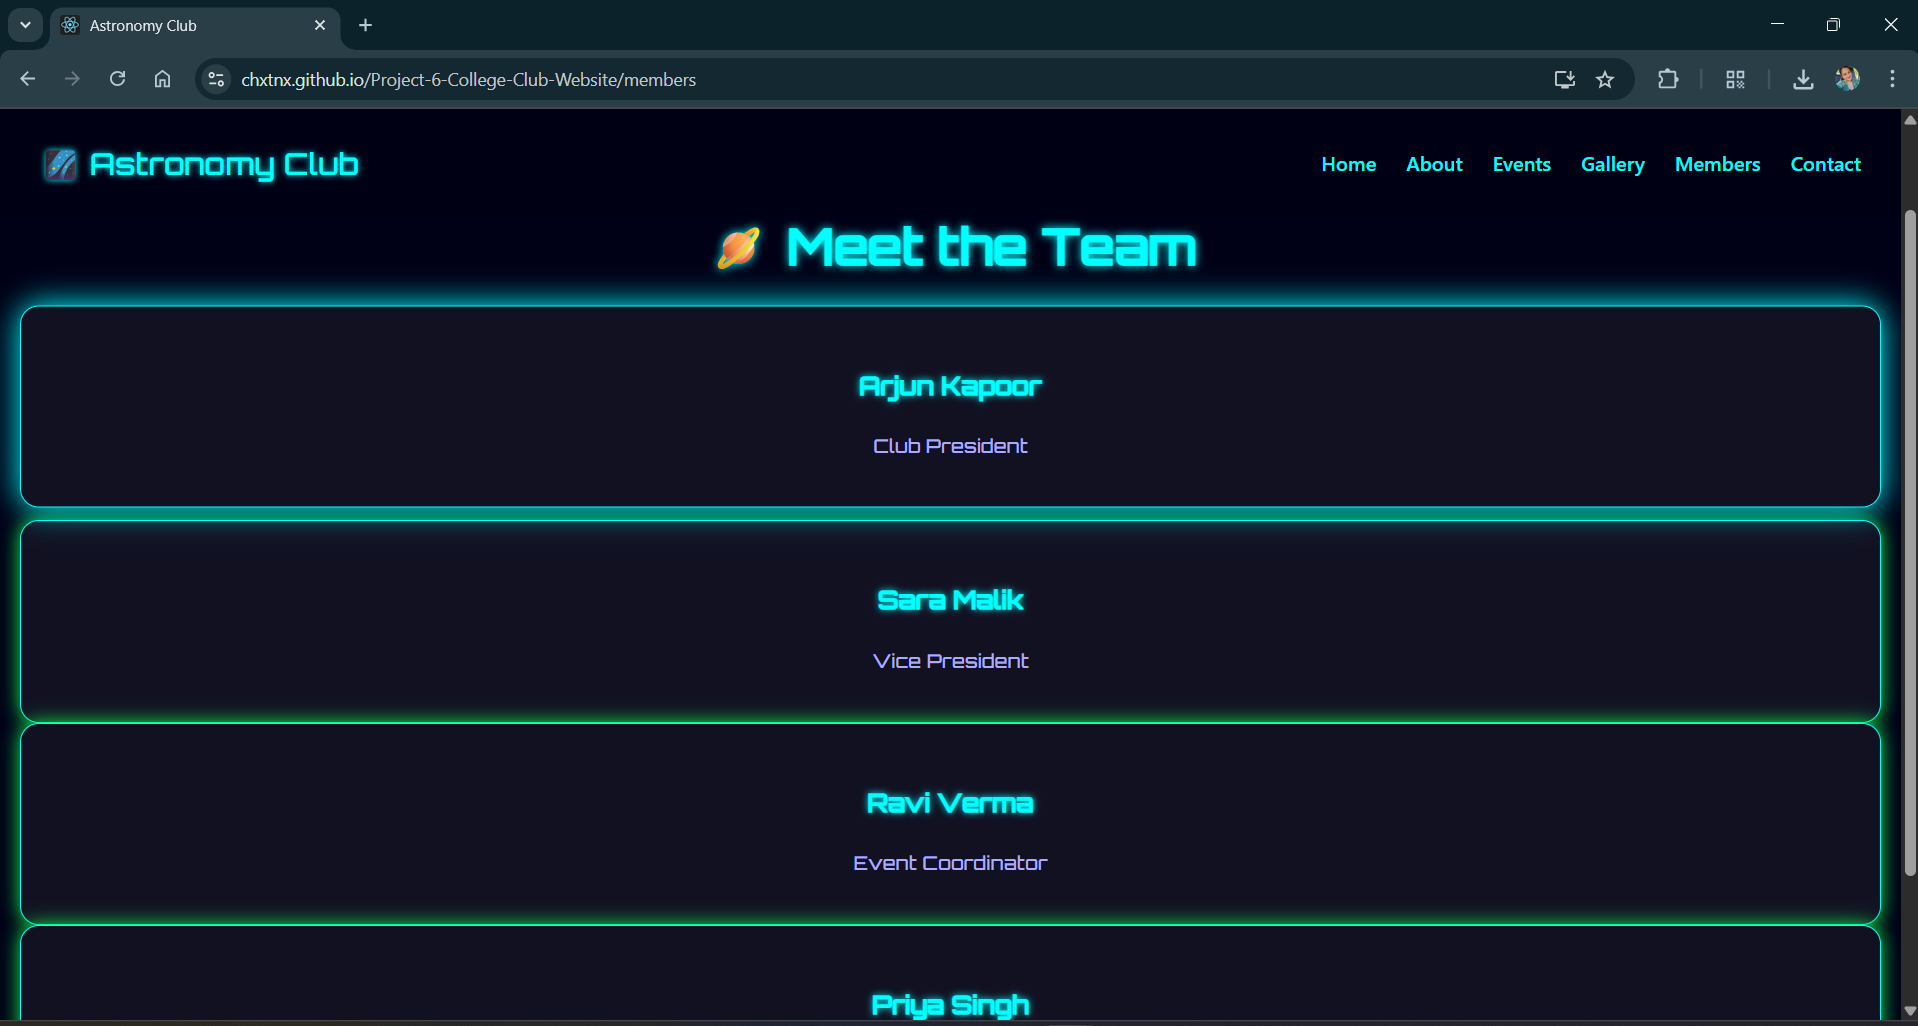 Astronomy Club
chxtnx.github.io/Project-6-College-Club-Website/members
Astronomy Club
Home About Events Gallery Members Contact
Meet the Team
Arjun Kapoor
Club President
Sara Malik
Vice President
Ravi Verma
Event Coordinator
Priya Singh